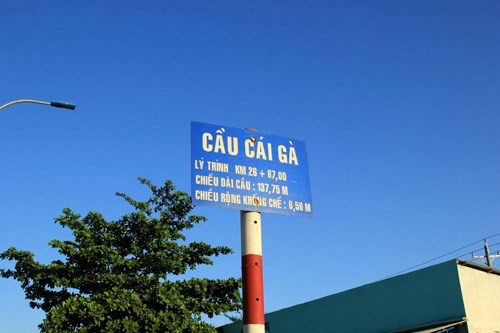 CẦU CÁI GÀ
LÝ TRÌNH KM 26 + 87,00
CHIỀU DÀI CẦU : 137,75 M
CHIỀU RỘNG KHỐNG CHẾ : 6,50 M